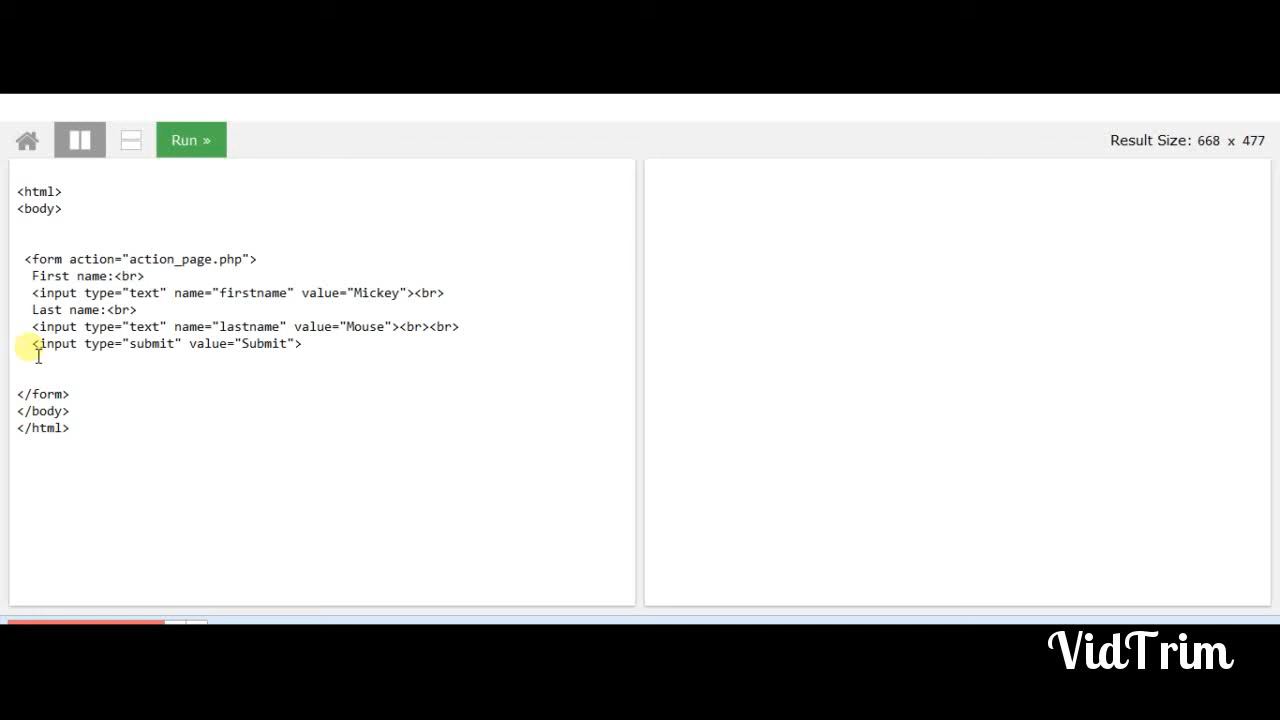 Run »
Result Size: 668 x 477
<html>
<body>
<form action="action_page.php">
First name:<br>
<input type="text" name="firstname" value="Mickey"><br>
Last name:<br>
<input type="text" name="lastname" value="Mouse"><br><br>
<input type="submit" value="Submit">
</form>
</body>
</html>
VidTrim